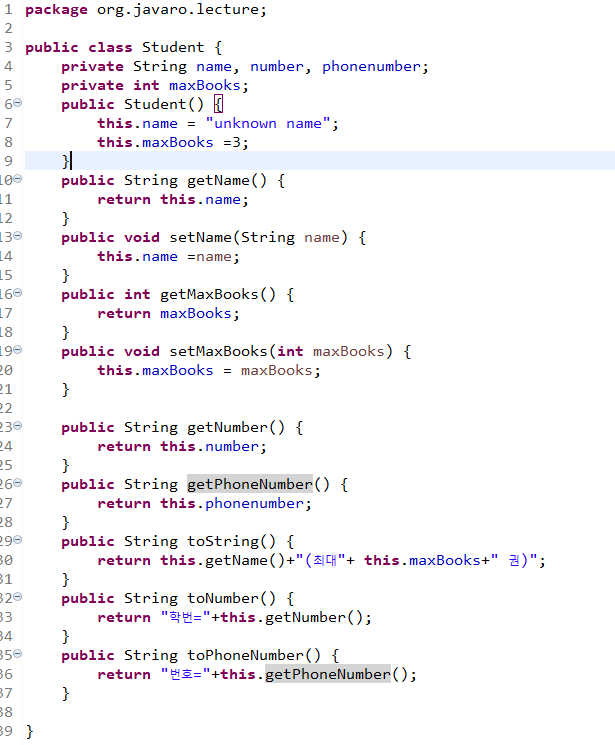 1 package org.javaro.lecture;
2
3 public class Student {
4     private String name, number, phonenumber;
5     private int maxBooks;
6     public Student() {
7         this.name = "unknown name";
8         this.maxBooks =3;
9     }
10     public String getName() {
11         return this.name;
12     }
13     public void setName(String name) {
14         this.name =name;
15     }
16     public int getMaxBooks() {
17         return maxBooks;
18     }
19     public void setMaxBooks(int maxBooks) {
20         this.maxBooks = maxBooks;
21     }
22
23     public String getNumber() {
24         return this.number;
25     }
26     public String getPhoneNumber() {
27         return this.phonenumber;
28     }
29     public String toString() {
30         return this.getName()+"(최대"+ this.maxBooks+" 권)";
31     }
32     public String toNumber() {
33         return "학번="+this.getNumber();
34     }
35     public String toPhoneNumber() {
36         return "번호="+this.getPhoneNumber();
37     }
38
39 }